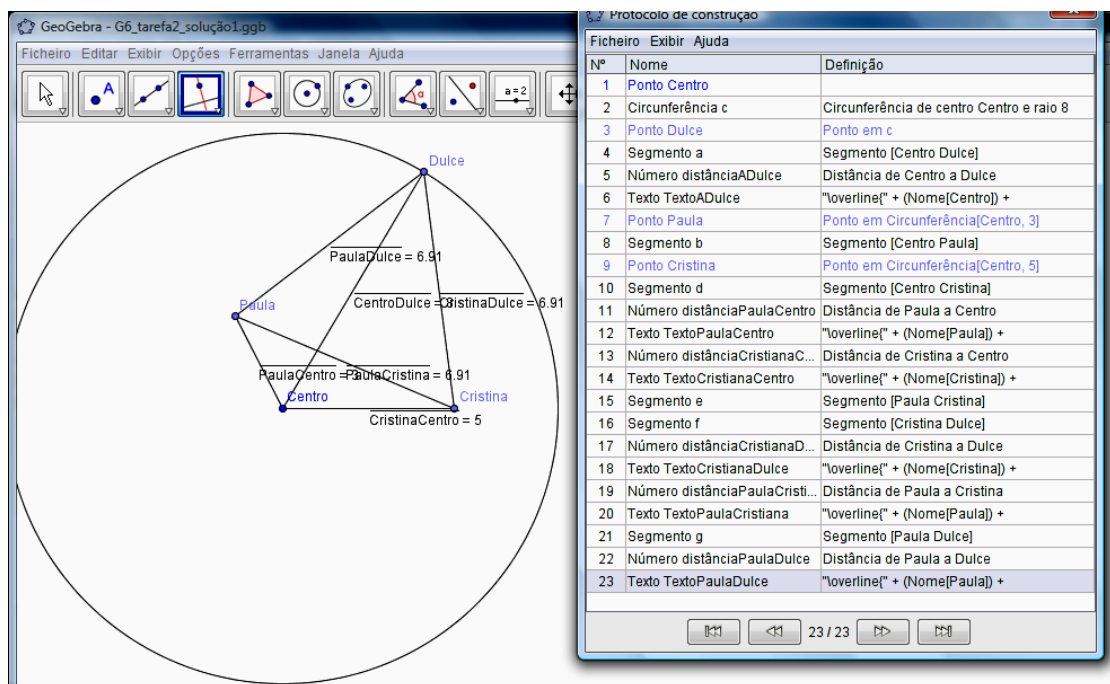 GeoGebra - G6_tarefa2_solução1.ggb
Ficheiro Editar Exibir Opções Ferramentas Janela Ajuda
A
α
a=2
Dulce
PaulaDulce = 6.91
CentroDulce = 8
CristinaDulce = 6.91
Paula
PaulaCentro = 3
PaulaCristina = 6.91
Centro
Cristina
CristinaCentro = 5
Protocolo de construção
Ficheiro Exibir Ajuda
Nº Nome Definição
1 Ponto Centro
2 Circunferência c Circunferência de centro Centro e raio 8
3 Ponto Dulce Ponto em c
4 Segmento a Segmento [Centro Dulce]
5 Número distânciaADulce Distância de Centro a Dulce
6 Texto TextoADulce "\overline{" + (Nome[Centro]) +
7 Ponto Paula Ponto em Circunferência[Centro, 3]
8 Segmento b Segmento [Centro Paula]
9 Ponto Cristina Ponto em Circunferência[Centro, 5]
10 Segmento d Segmento [Centro Cristina]
11 Número distânciaPaulaCentro Distância de Paula a Centro
12 Texto TextoPaulaCentro "\overline{" + (Nome[Paula]) +
13 Número distânciaCristianaC... Distância de Cristina a Centro
14 Texto TextoCristianaCentro "\overline{" + (Nome[Cristina]) +
15 Segmento e Segmento [Paula Cristina]
16 Segmento f Segmento [Cristina Dulce]
17 Número distânciaCristianaD... Distância de Cristina a Dulce
18 Texto TextoCristianaDulce "\overline{" + (Nome[Cristina]) +
19 Número distânciaPaulaCristi... Distância de Paula a Cristina
20 Texto TextoPaulaCristiana "\overline{" + (Nome[Paula]) +
21 Segmento g Segmento [Paula Dulce]
22 Número distânciaPaulaDulce Distância de Paula a Dulce
23 Texto TextoPaulaDulce "\overline{" + (Nome[Paula]) +
23 / 23